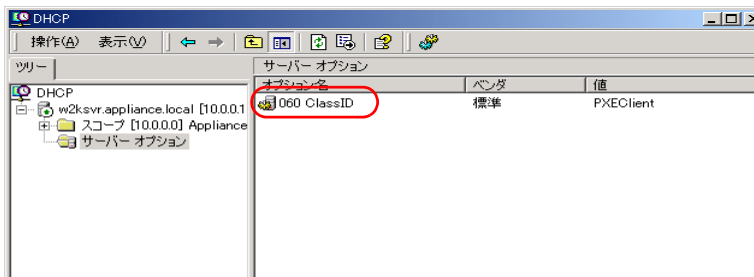 DHCP
操作(A) 表示(V)
ツリー
サーバー オプション
オプション名 ベンダ 値
DHCP
w2ksvr.appliance.local [10.0.0.1
スコープ [10.0.0.0] Appliance
サーバー オプション
060 ClassID 標準 PXEClient